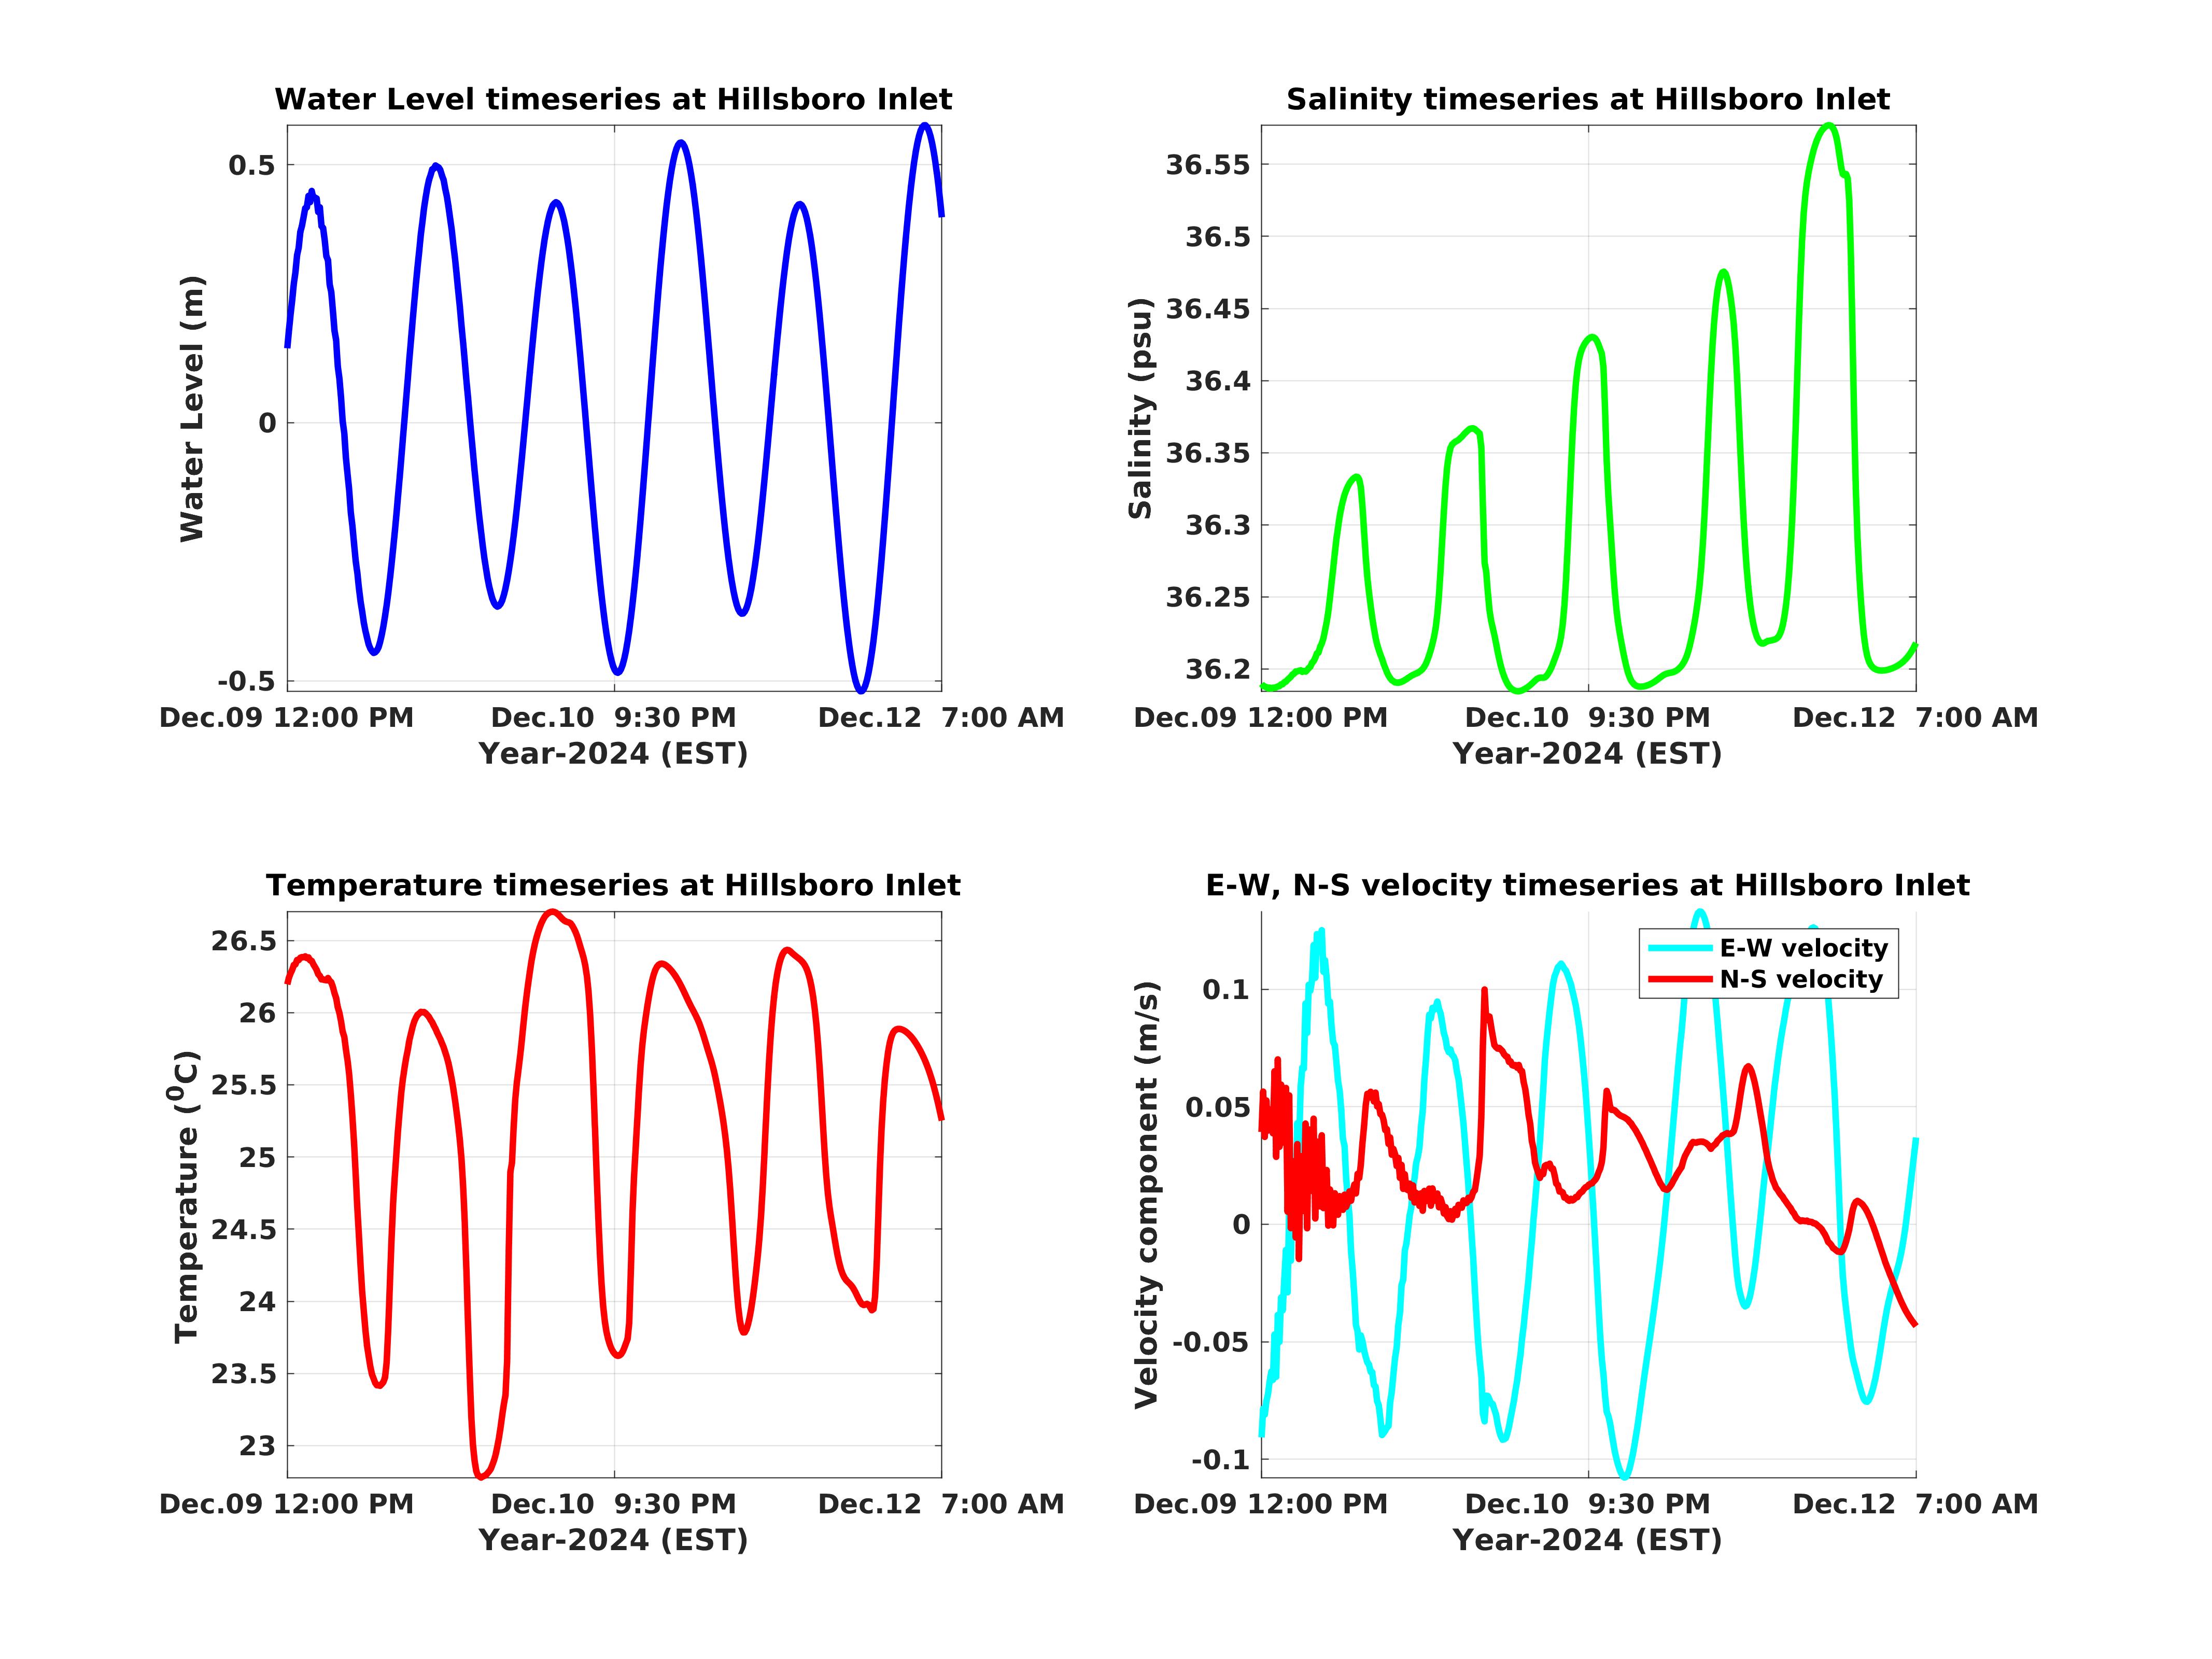 Water Level timeseries at Hillsboro Inlet
0.5
0
-0.5
Water Level (m)
Dec.09 12:00 PM
Dec.10 9:30 PM
Dec.12 7:00 AM
Year-2024 (EST)
Salinity timeseries at Hillsboro Inlet
36.55
36.5
36.45
36.4
36.35
36.3
36.25
36.2
Salinity (psu)
Dec.09 12:00 PM
Dec.10 9:30 PM
Dec.12 7:00 AM
Year-2024 (EST)
Temperature timeseries at Hillsboro Inlet
26.5
26
25.5
25
24.5
24
23.5
23
Temperature (⁰C)
Dec.09 12:00 PM
Dec.10 9:30 PM
Dec.12 7:00 AM
Year-2024 (EST)
E-W, N-S velocity timeseries at Hillsboro Inlet
E-W velocity
N-S velocity
0.1
0.05
0
-0.05
-0.1
Velocity component (m/s)
Dec.09 12:00 PM
Dec.10 9:30 PM
Dec.12 7:00 AM
Year-2024 (EST)